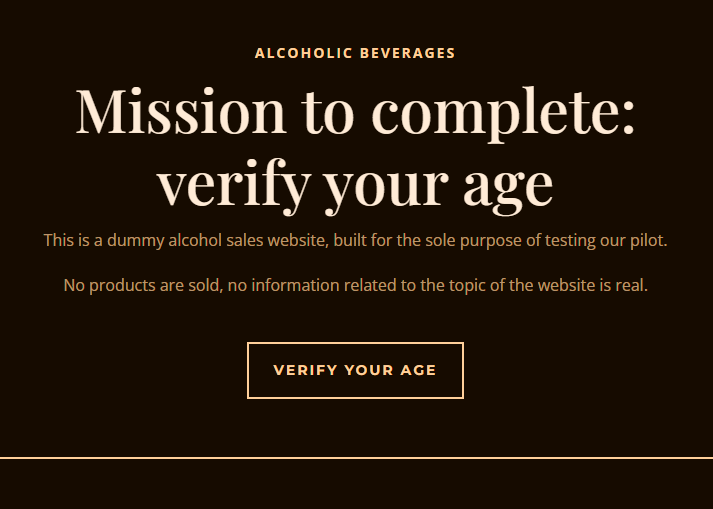 ALCOHOLIC BEVERAGES
Mission to complete:
verify your age
This is a dummy alcohol sales website, built for the sole purpose of testing our pilot.
No products are sold, no information related to the topic of the website is real.
VERIFY YOUR AGE